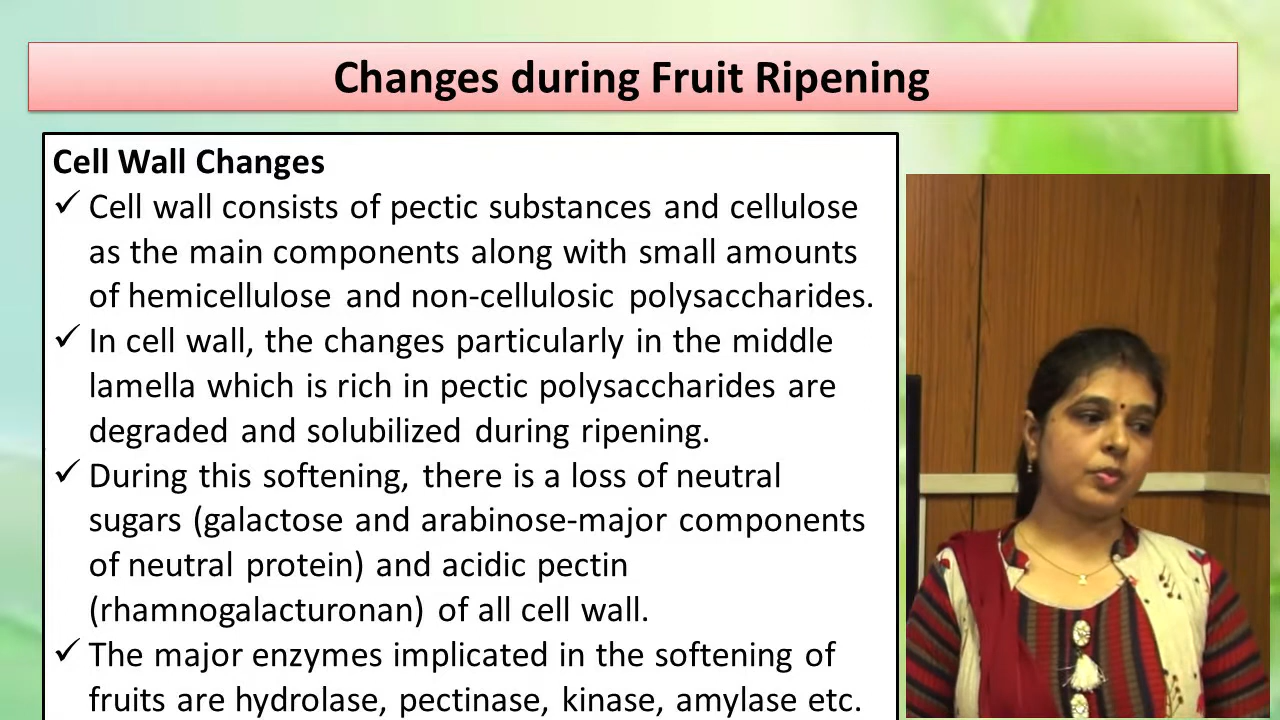 Changes during Fruit Ripening
Cell Wall Changes
✓ Cell wall consists of pectic substances and cellulose
as the main components along with small amounts
of hemicellulose and non-cellulosic polysaccharides.
✓ In cell wall, the changes particularly in the middle
lamella which is rich in pectic polysaccharides are
degraded and solubilized during ripening.
✓ During this softening, there is a loss of neutral
sugars (galactose and arabinose-major components
of neutral protein) and acidic pectin
(rhamnogalacturonan) of all cell wall.
✓ The major enzymes implicated in the softening of
fruits are hydrolase, pectinase, kinase, amylase etc.